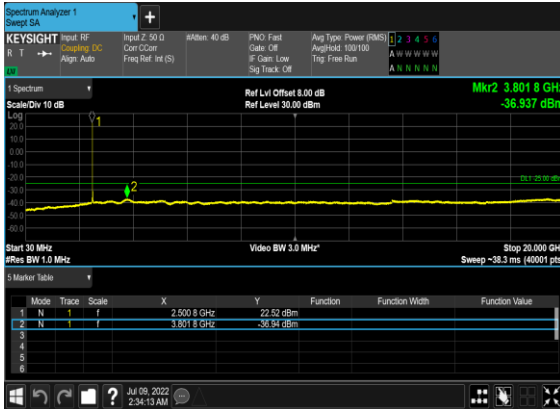 Spectrum Analyzer 1
Swept SA
+
KEYSIGHT Input: RF Input Z: 50 Ω #Atten: 40 dB PNO: Fast Avg Type: Power (RMS) 1 2 3 4 5 6
R T Coupling: DC Corr CCorr Gate: Off Avg|Hold: 100/100 A W W W W W
Align: Auto Freq Ref: Int (S) IF Gain: Low Trig: Free Run
Sig Track: Off A N N N N N
1 Spectrum Ref Lvl Offset 8.00 dB Mkr2 3.801 8 GHz
Scale/Div 10 dB Ref Level 30.00 dBm -36.937 dBm
Log
1
20.0
10.0
0.00
-10.0
-20.0 DL1 -25.00 dBm
-30.0
2
-40.0
-50.0
-60.0
Start 30 MHz Video BW 3.0 MHz* Stop 20.000 GHz
#Res BW 1.0 MHz Sweep ~38.3 ms (40001 pts)
5 Marker Table
Mode Trace Scale X Y Function Function Width Function Value
1 N 1 f 2.500 8 GHz 22.52 dBm
2 N 1 f 3.801 8 GHz -36.94 dBm
3
4
5
6
? Jul 09, 2022
2:34:13 AM